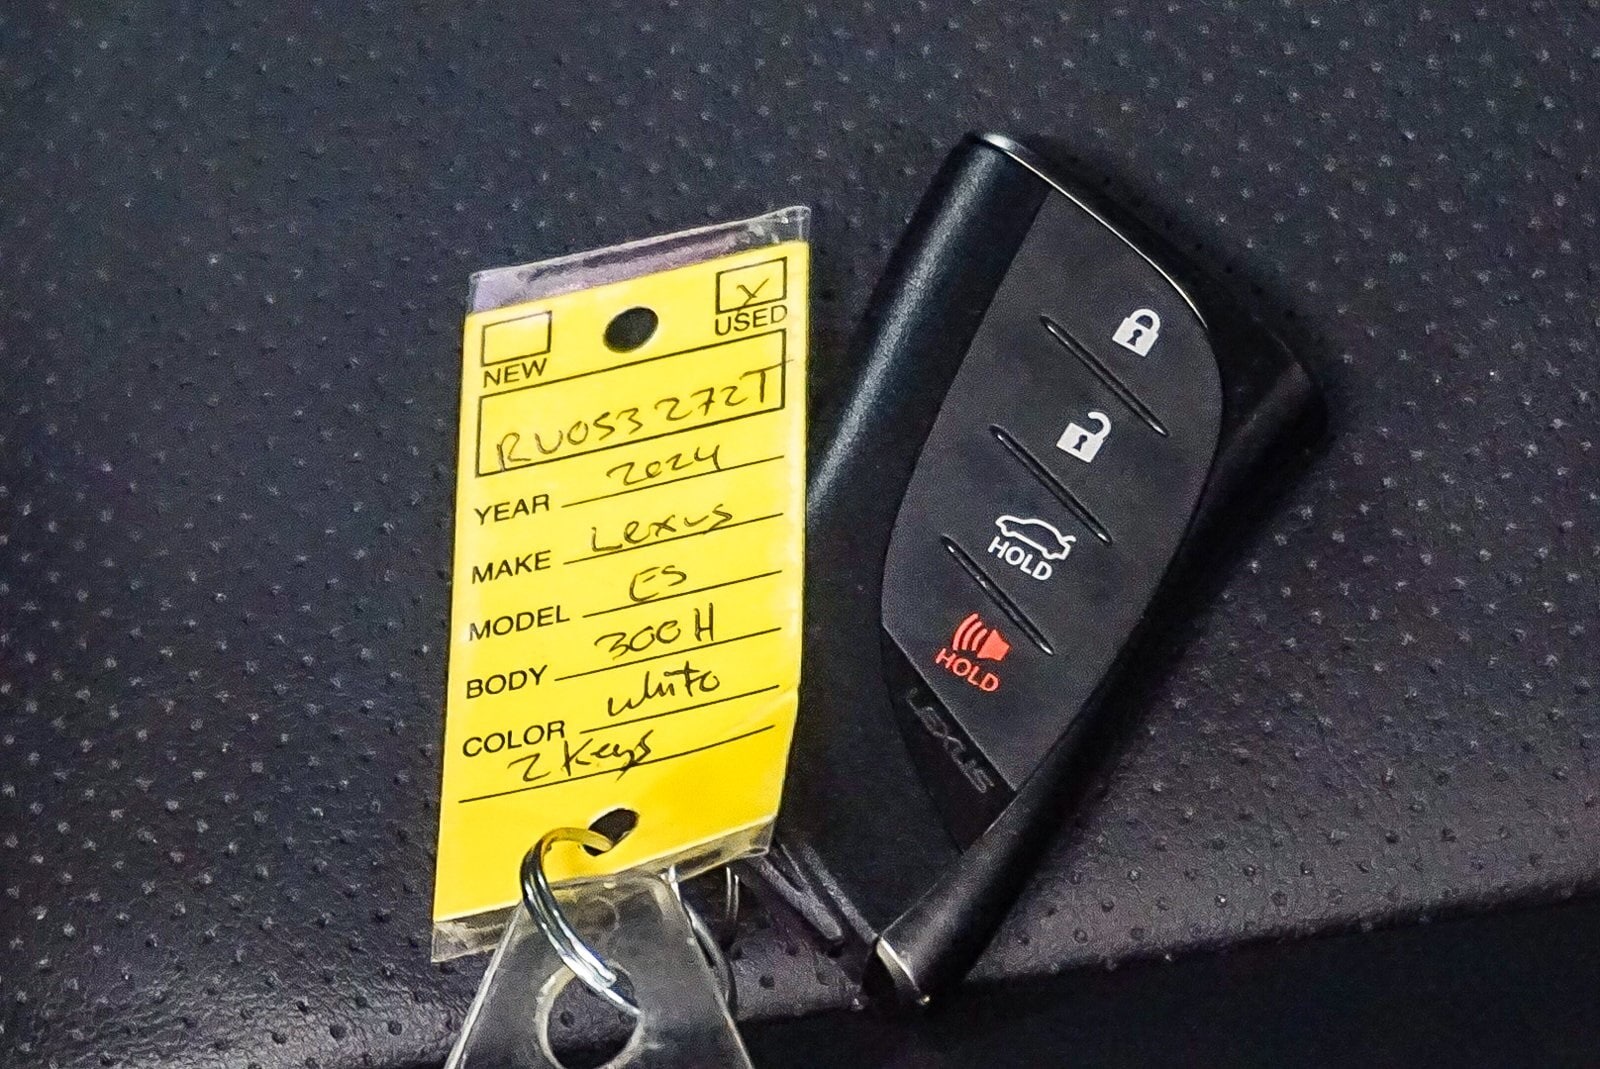 X
NEW USED
RU053272T
YEAR 2024
MAKE Lexus
MODEL ES
BODY 300H
COLOR white
2 Keys
HOLD
HOLD
LEXUS